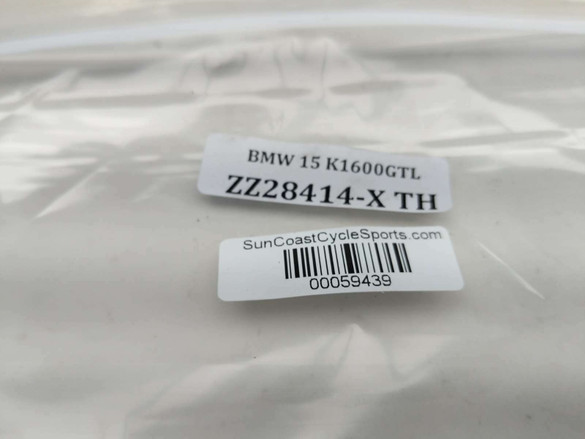 BMW 15 K1600GTL
ZZ28414-X TH
SunCoastCycleSports.com
00059439